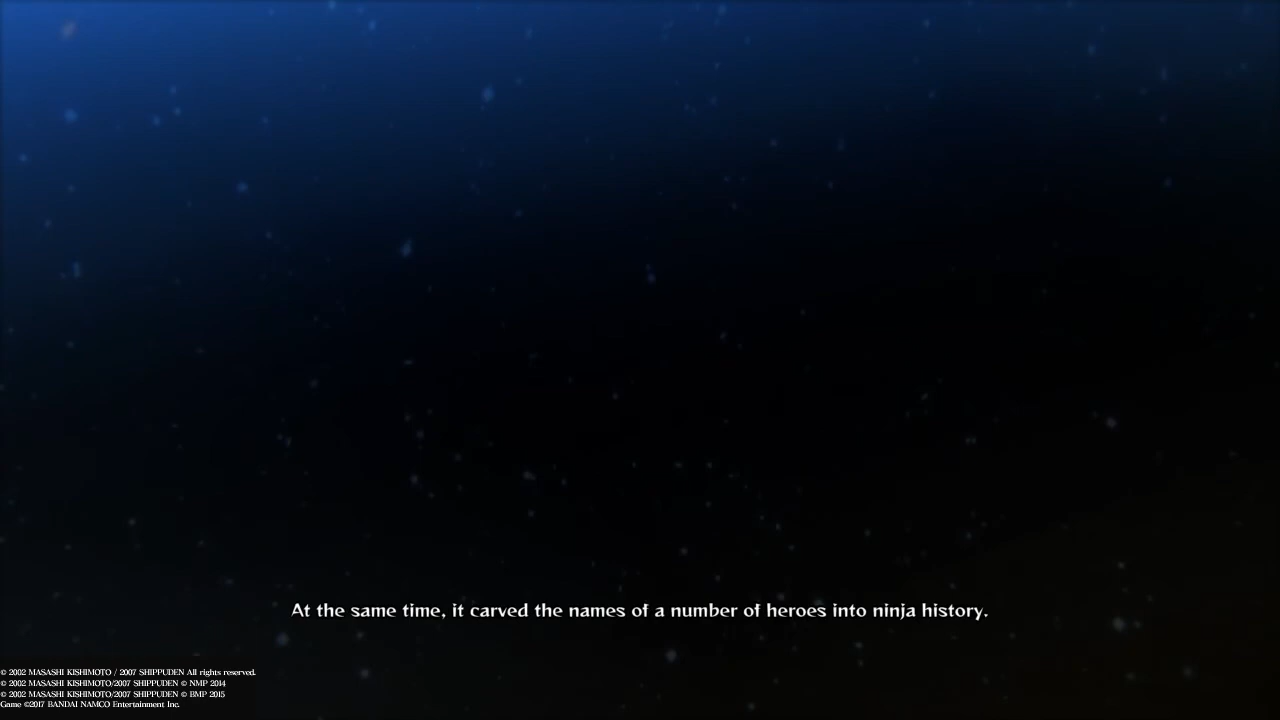 At the same time, it carved the names of a number of heroes into ninja history.
© 2002 MASASHI KISHIMOTO / 2007 SHIPPUDEN All rights reserved.
© 2002 MASASHI KISHIMOTO/2007 SHIPPUDEN © NMP 2014
© 2002 MASASHI KISHIMOTO/2007 SHIPPUDEN © BMP 2015
Game ©2017 BANDAI NAMCO Entertainment Inc.